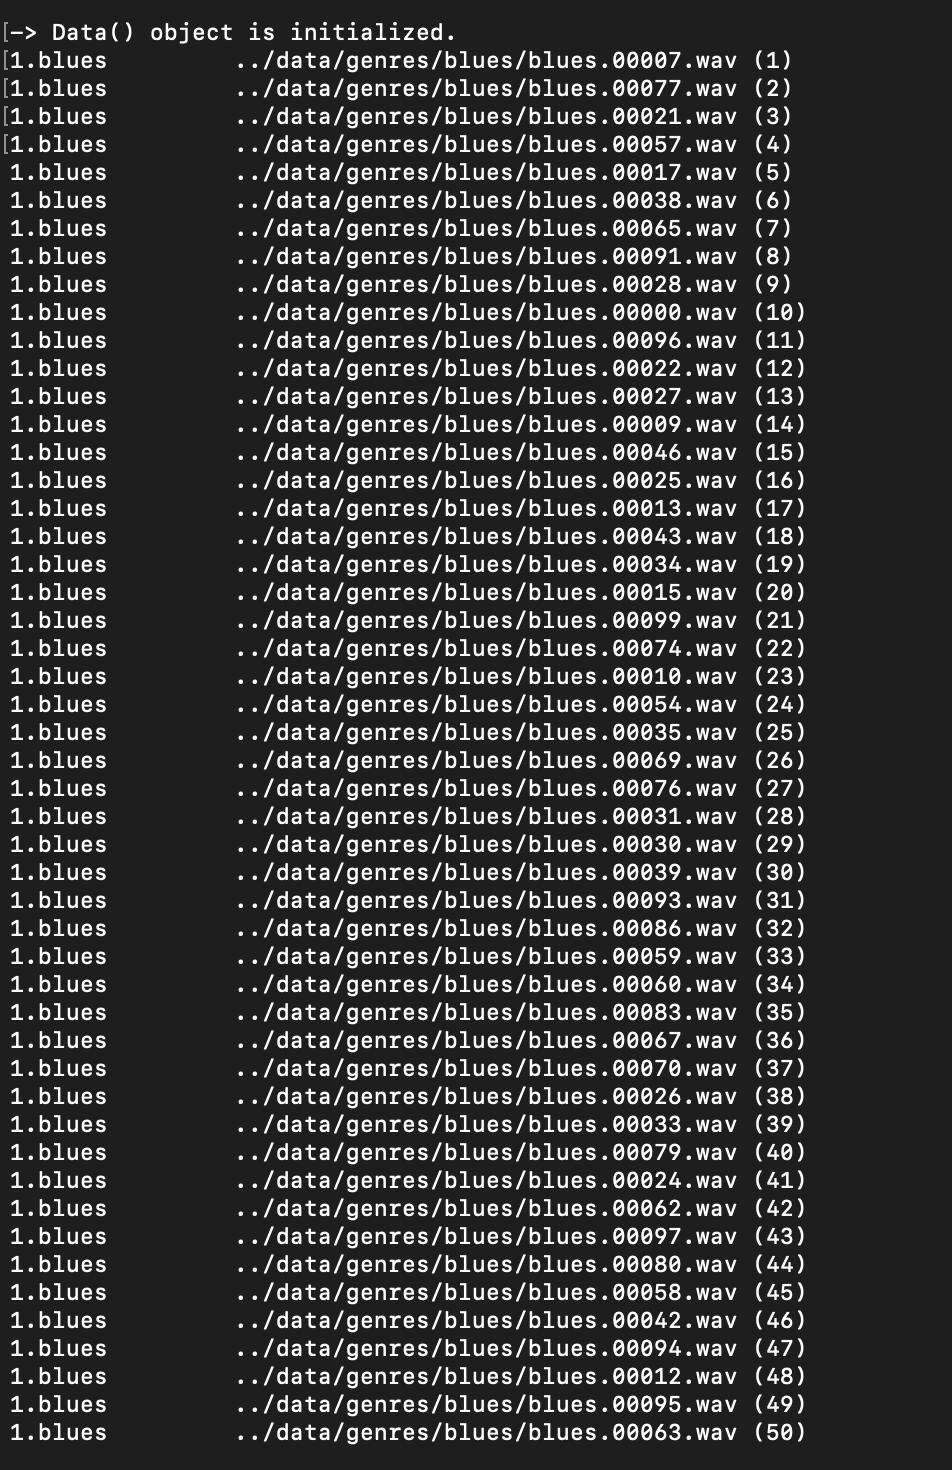 [-> Data() object is initialized.
[1.blues ../data/genres/blues/blues.00007.wav (1)
[1.blues ../data/genres/blues/blues.00077.wav (2)
[1.blues ../data/genres/blues/blues.00021.wav (3)
[1.blues ../data/genres/blues/blues.00057.wav (4)
1.blues ../data/genres/blues/blues.00017.wav (5)
1.blues ../data/genres/blues/blues.00038.wav (6)
1.blues ../data/genres/blues/blues.00065.wav (7)
1.blues ../data/genres/blues/blues.00091.wav (8)
1.blues ../data/genres/blues/blues.00028.wav (9)
1.blues ../data/genres/blues/blues.00000.wav (10)
1.blues ../data/genres/blues/blues.00096.wav (11)
1.blues ../data/genres/blues/blues.00022.wav (12)
1.blues ../data/genres/blues/blues.00027.wav (13)
1.blues ../data/genres/blues/blues.00009.wav (14)
1.blues ../data/genres/blues/blues.00046.wav (15)
1.blues ../data/genres/blues/blues.00025.wav (16)
1.blues ../data/genres/blues/blues.00013.wav (17)
1.blues ../data/genres/blues/blues.00043.wav (18)
1.blues ../data/genres/blues/blues.00034.wav (19)
1.blues ../data/genres/blues/blues.00015.wav (20)
1.blues ../data/genres/blues/blues.00099.wav (21)
1.blues ../data/genres/blues/blues.00074.wav (22)
1.blues ../data/genres/blues/blues.00010.wav (23)
1.blues ../data/genres/blues/blues.00054.wav (24)
1.blues ../data/genres/blues/blues.00035.wav (25)
1.blues ../data/genres/blues/blues.00069.wav (26)
1.blues ../data/genres/blues/blues.00076.wav (27)
1.blues ../data/genres/blues/blues.00031.wav (28)
1.blues ../data/genres/blues/blues.00030.wav (29)
1.blues ../data/genres/blues/blues.00039.wav (30)
1.blues ../data/genres/blues/blues.00093.wav (31)
1.blues ../data/genres/blues/blues.00086.wav (32)
1.blues ../data/genres/blues/blues.00059.wav (33)
1.blues ../data/genres/blues/blues.00060.wav (34)
1.blues ../data/genres/blues/blues.00083.wav (35)
1.blues ../data/genres/blues/blues.00067.wav (36)
1.blues ../data/genres/blues/blues.00070.wav (37)
1.blues ../data/genres/blues/blues.00026.wav (38)
1.blues ../data/genres/blues/blues.00033.wav (39)
1.blues ../data/genres/blues/blues.00079.wav (40)
1.blues ../data/genres/blues/blues.00024.wav (41)
1.blues ../data/genres/blues/blues.00062.wav (42)
1.blues ../data/genres/blues/blues.00097.wav (43)
1.blues ../data/genres/blues/blues.00080.wav (44)
1.blues ../data/genres/blues/blues.00058.wav (45)
1.blues ../data/genres/blues/blues.00042.wav (46)
1.blues ../data/genres/blues/blues.00094.wav (47)
1.blues ../data/genres/blues/blues.00012.wav (48)
1.blues ../data/genres/blues/blues.00095.wav (49)
1.blues ../data/genres/blues/blues.00063.wav (50)